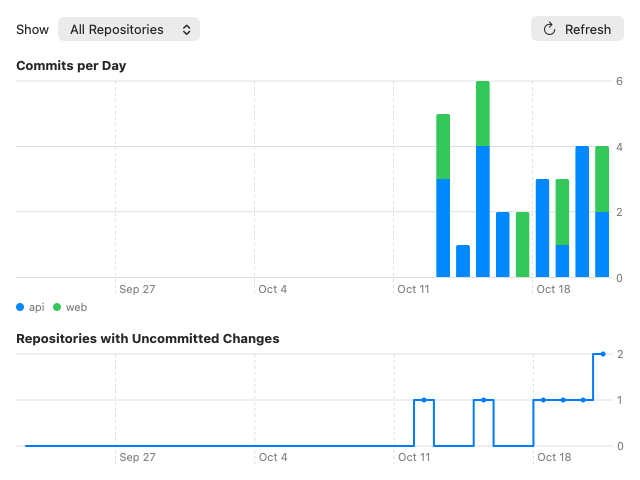 Show All Repositories Refresh
Commits per Day
6
4
2
0
Sep 27 Oct 4 Oct 11 Oct 18
api web
Repositories with Uncommitted Changes
2
1
0
Sep 27 Oct 4 Oct 11 Oct 18